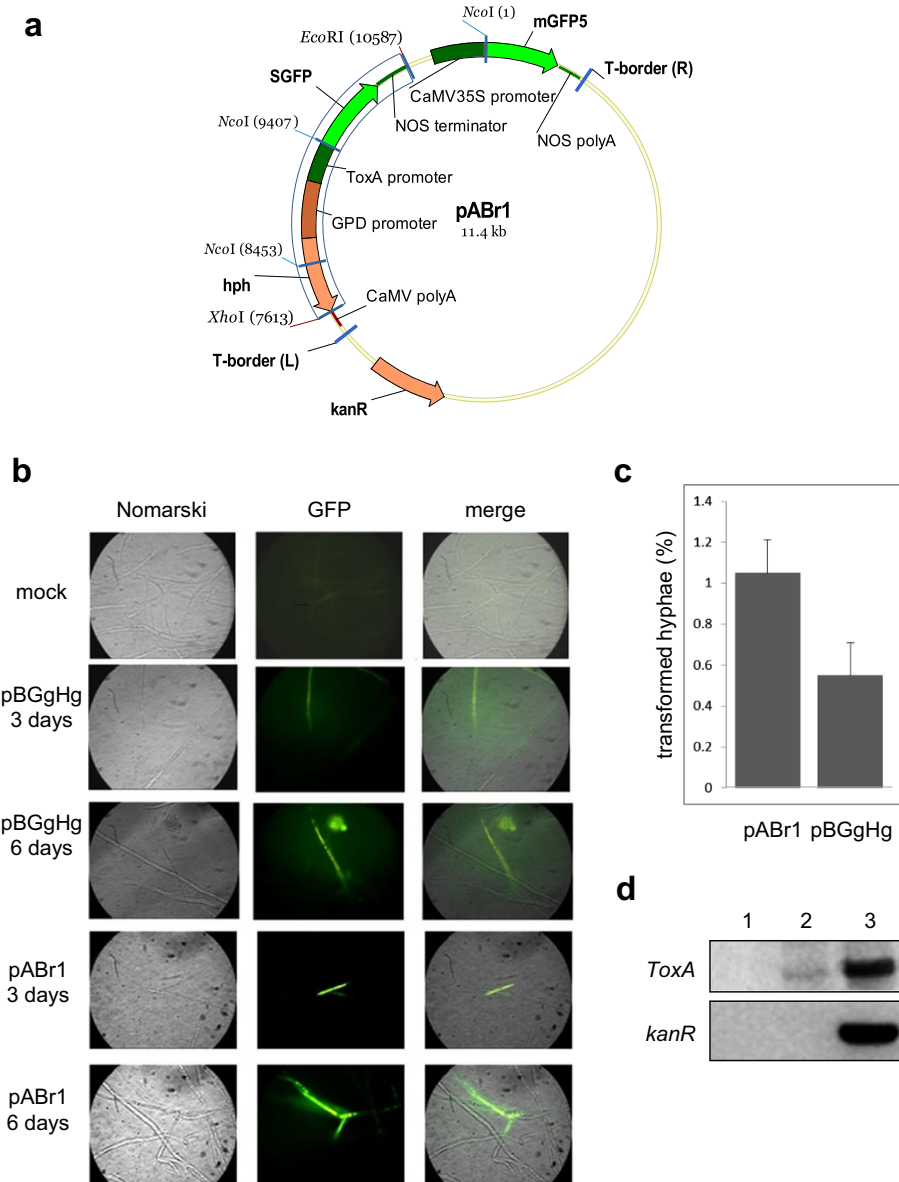 a
NcoI (1)
mGFP5
EcoRI (10587)
T-border (R)
SGFP
CaMV35S promoter
NcoI (9407)
NOS terminator
NOS polyA
ToxA promoter
pABr1
GPD promoter
11.4 kb
NcoI (8453)
hph
CaMV polyA
XhoI (7613)
T-border (L)
kanR
b
Nomarski GFP merge
mock
pBGgHg
3 days
pBGgHg
6 days
pABr1
3 days
pABr1
6 days
c
transformed hyphae (%)
1.4
1.2
1
0.8
0.6
0.4
0.2
0
pABr1 pBGgHg
d
1 2 3
ToxA
kanR